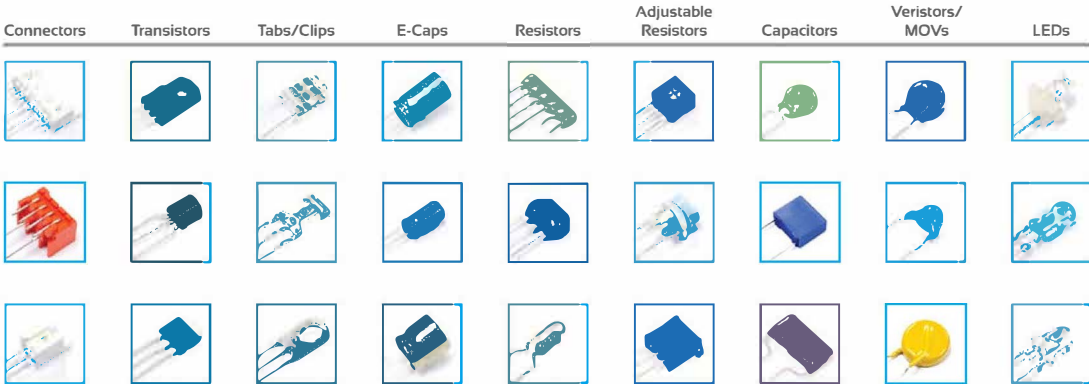 Connectors
Transistors
Tabs/Clips
E-Caps
Resistors
Adjustable
Resistors
Capacitors
Veristors/
MOVs
LEDs